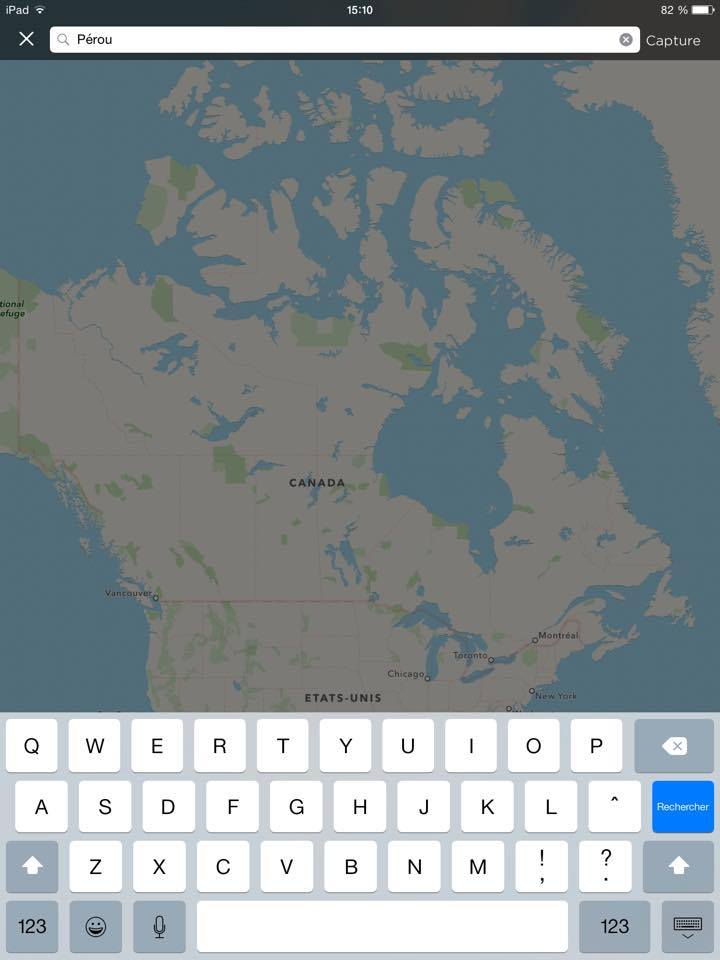 iPad 15:10 82 %
Pérou Capture
tional
efuge
CANADA
Vancouver
Montréal
Toronto
Chicago
ETATS-UNIS
New York
Q W E R T Y U I O P
A S D F G H J K L ^ Rechercher
Z X C V B N M ! , ? .
123 123